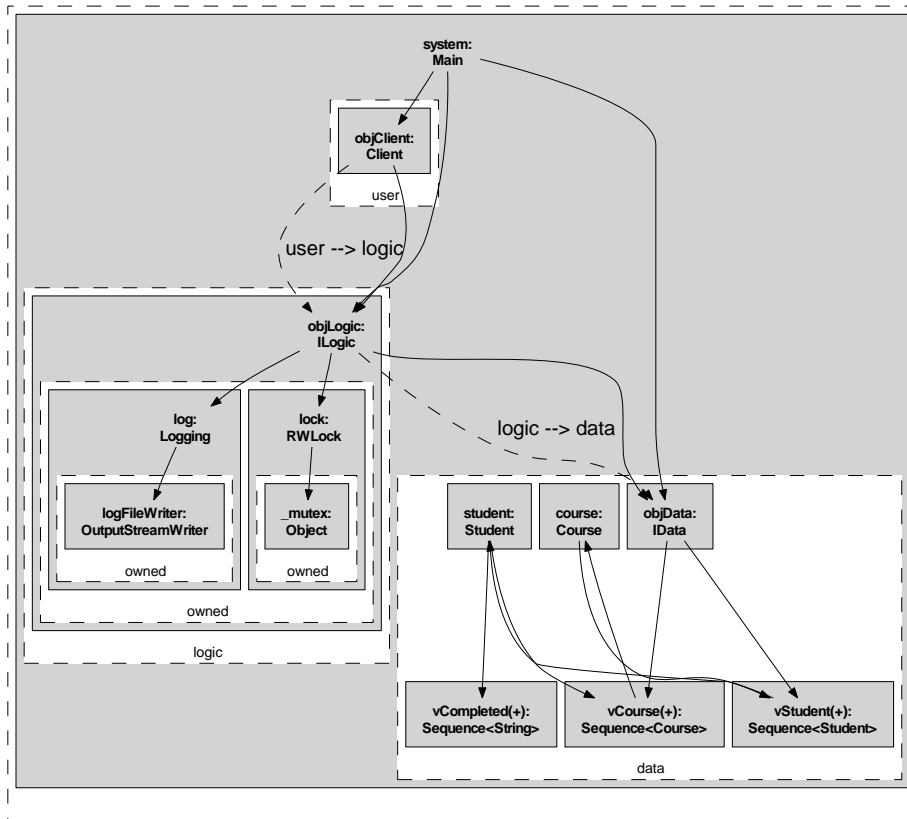 system:
Main
objClient:
Client
user
user --> logic
objLogic:
ILogic
log:
Logging
lock:
RWLock
logic --> data
logFileWriter:
OutputStreamWriter
_mutex:
Object
owned
owned
owned
logic
student:
Student
course:
Course
objData:
IData
vCompleted(+):
Sequence<String>
vCourse(+):
Sequence<Course>
vStudent(+):
Sequence<Student>
data